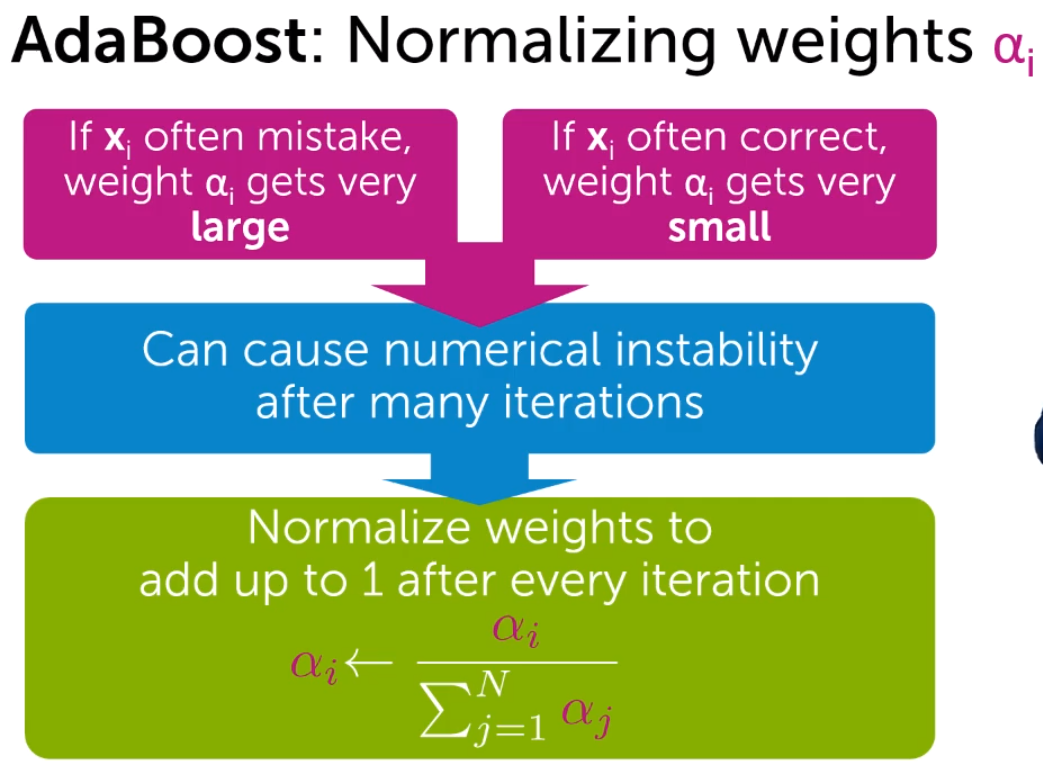 AdaBoost: Normalizing weights αᵢ
If xᵢ often mistake,
weight αᵢ gets very
large
If xᵢ often correct,
weight αᵢ gets very
small
Can cause numerical instability
after many iterations
Normalize weights to
add up to 1 after every iteration
αᵢ ← αᵢ / ∑ᴺⱼ₌₁ αⱼ